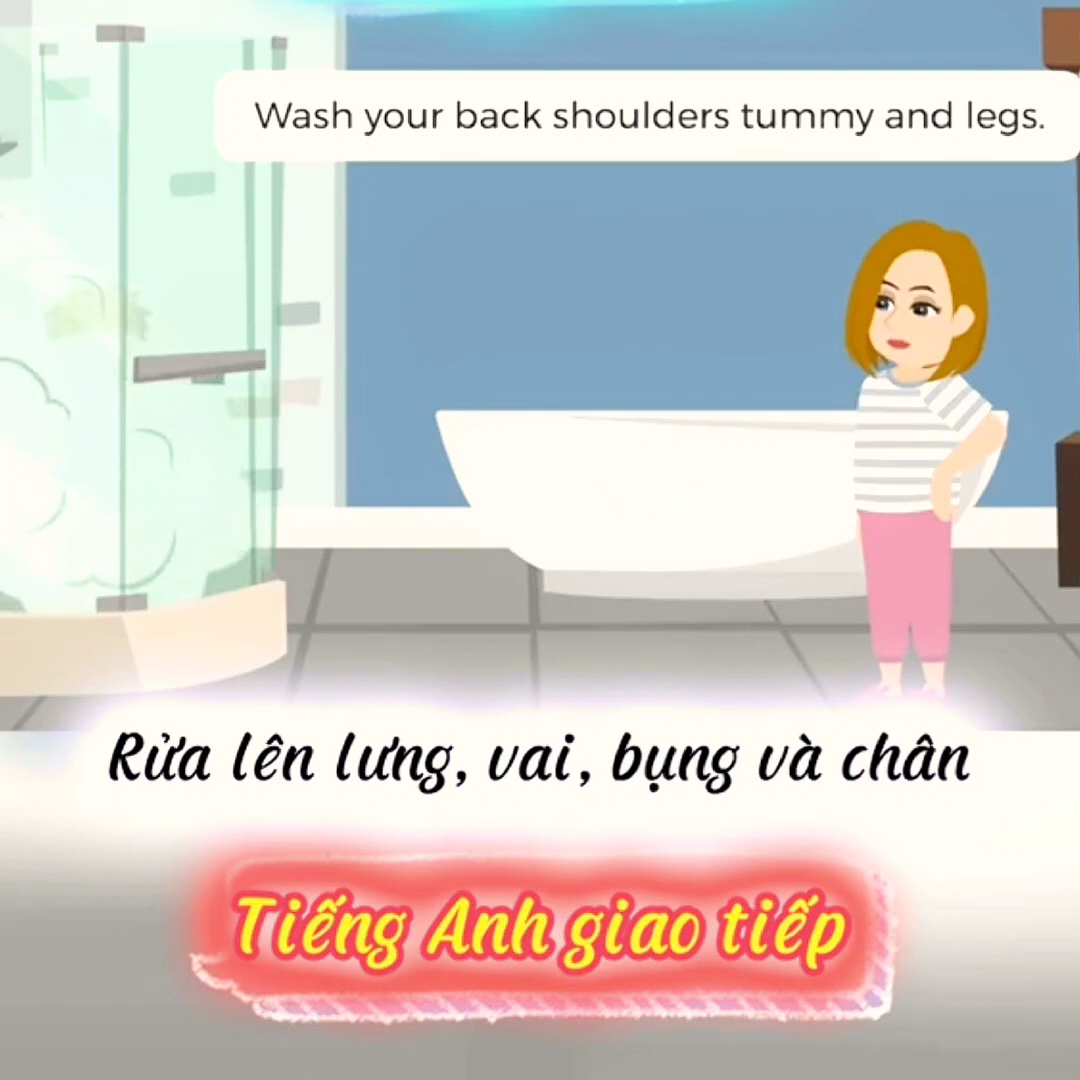 Wash your back shoulders tummy and legs.
Rửa lên lưng, vai, bụng và chân
Tiếng Anh giao tiếp